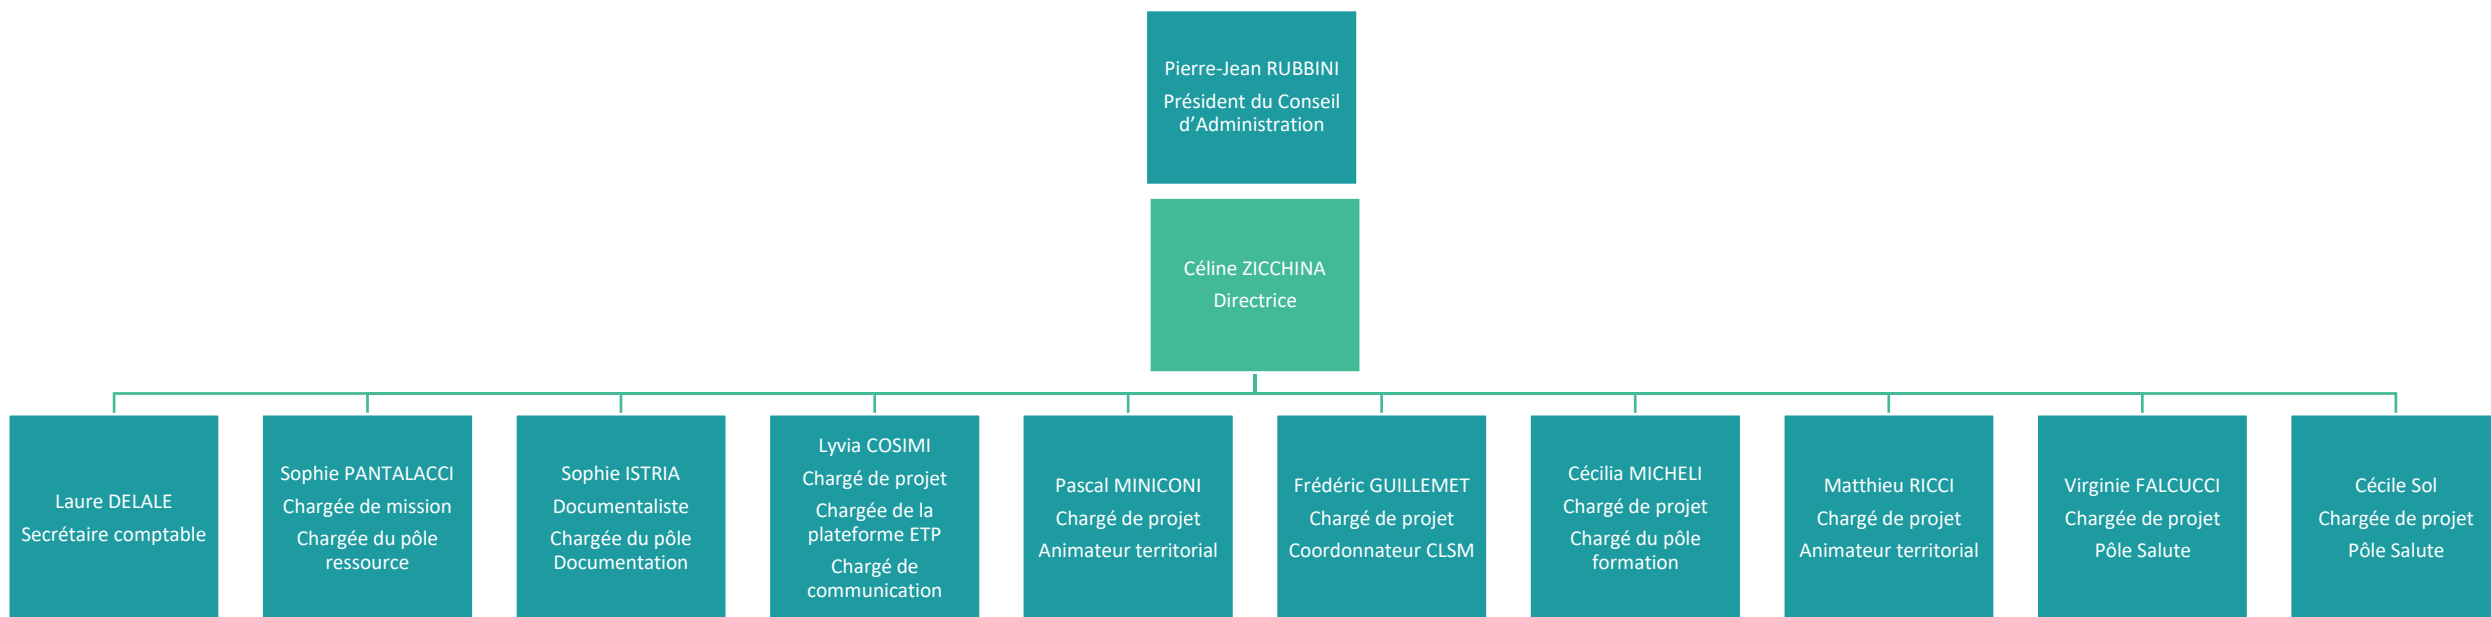 Pierre-Jean RUBBINI
Président du Conseil
d’Administration
Céline ZICCHINA
Directrice
Laure DELALE
Secrétaire comptable
Sophie PANTALACCI
Chargée de mission
Chargée du pôle
ressource
Sophie ISTRIA
Documentaliste
Chargée du pôle
Documentation
Lyvia COSIMI
Chargé de projet
Chargée de la
plateforme ETP
Chargé de
communication
Pascal MINICONI
Chargé de projet
Animateur territorial
Frédéric GUILLEMET
Chargé de projet
Coordonnateur CLSM
Cécilia MICHELI
Chargé de projet
Chargé du pôle
formation
Matthieu RICCI
Chargé de projet
Animateur territorial
Virginie FALCUCCI
Chargée de projet
Pôle Salute
Cécile Sol
Chargée de projet
Pôle Salute